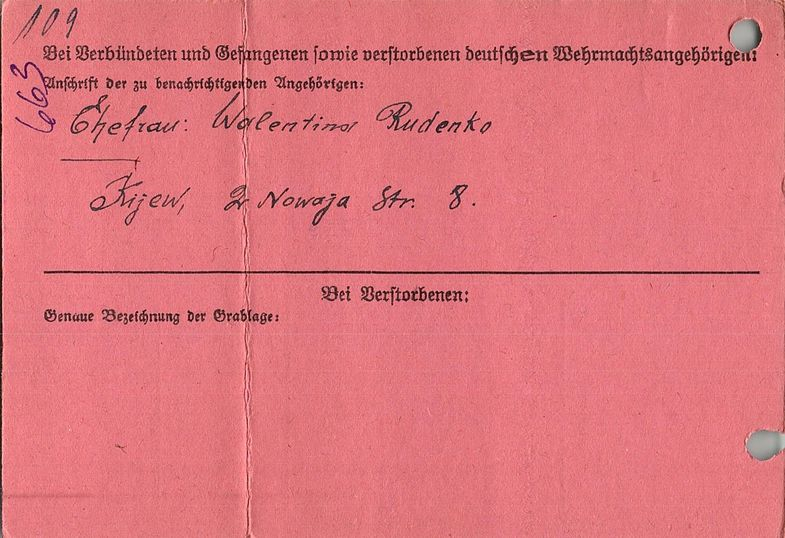 109
663
Bei Verbündeten und Gefangenen sowie verstorbenen deutschen Wehrmachtsangehörigen:
Anschrift der zu benachrichtigenden Angehörigen:
Ehefrau: Walentina Rudenko
Kijew, 2 Nowaja Str. 8.
Bei Verstorbenen:
Genaue Bezeichnung der Grablage: